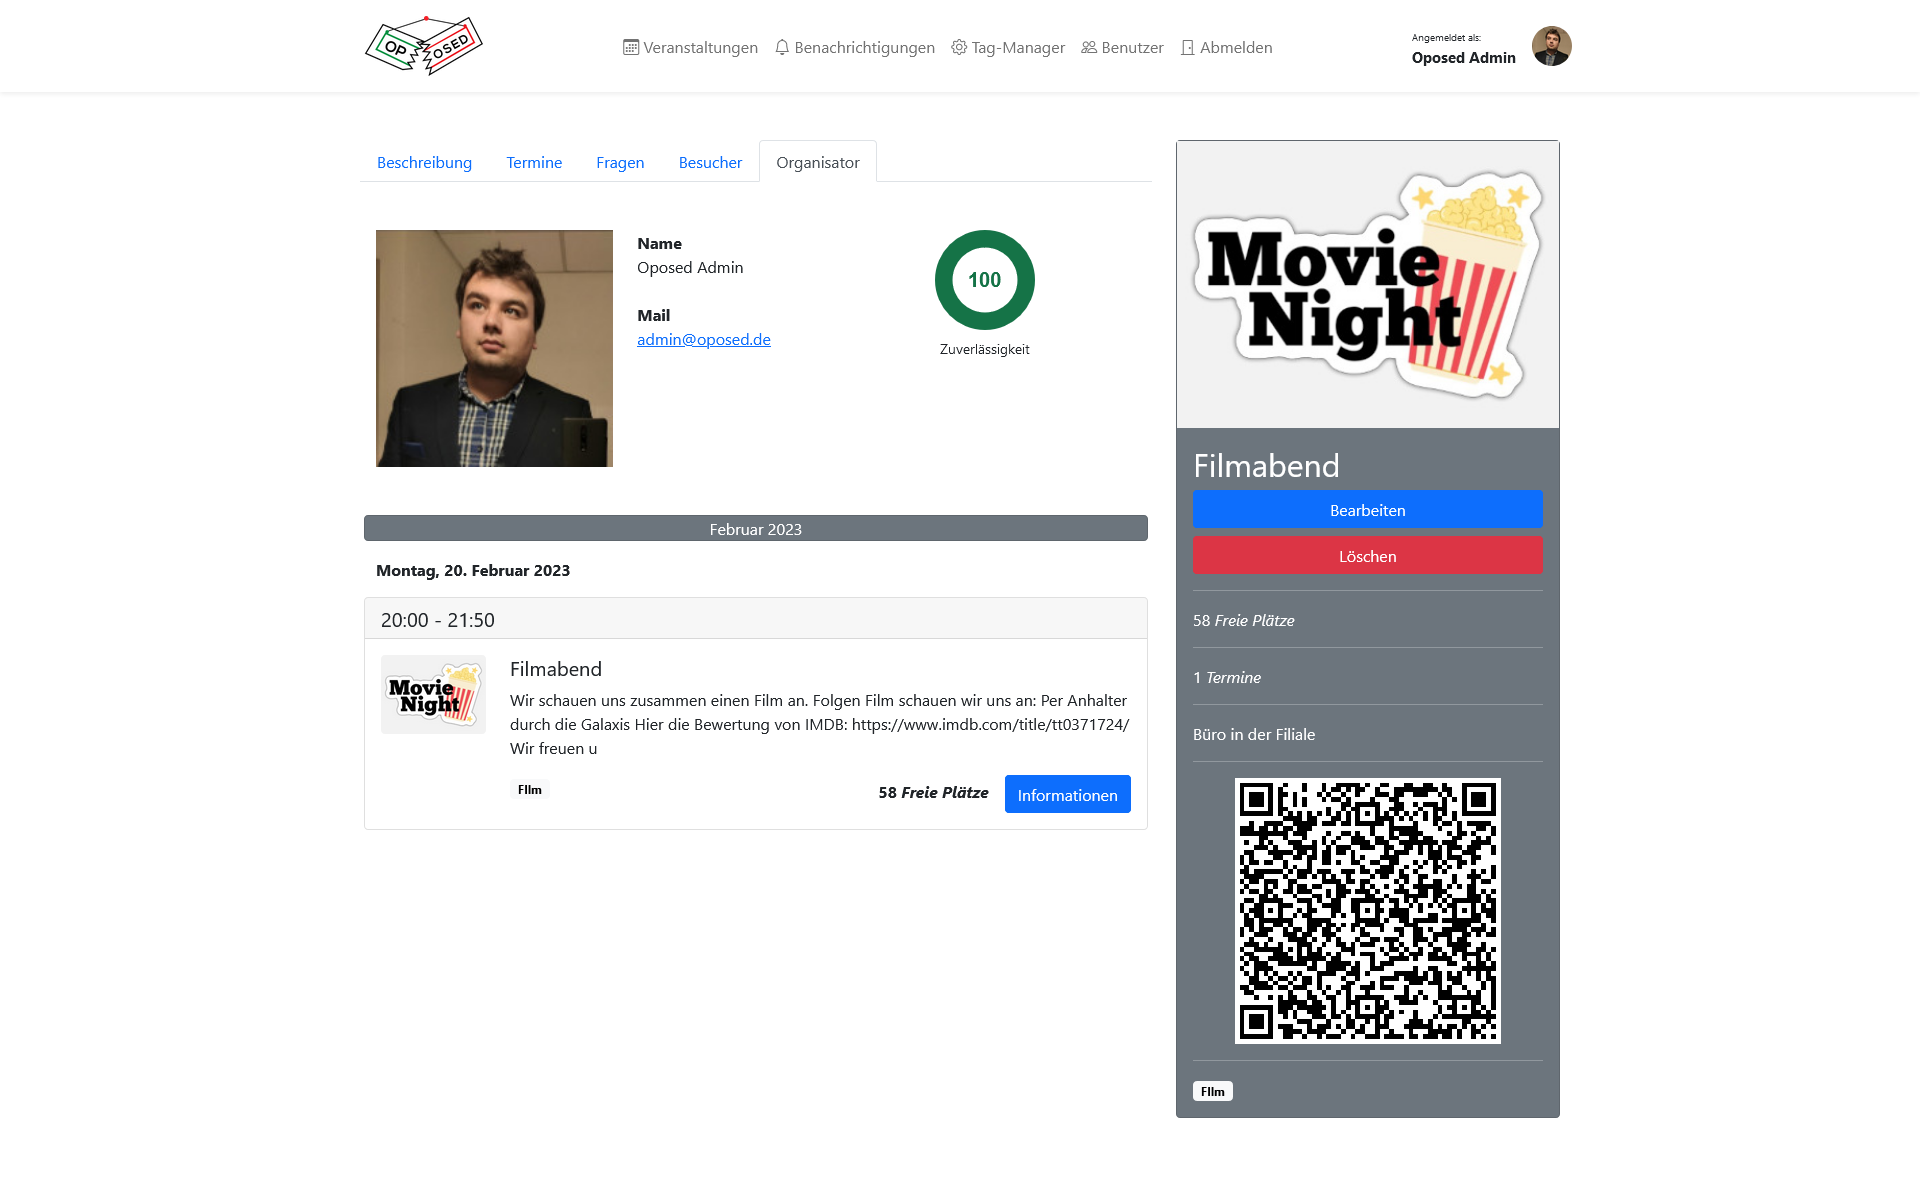 OP OSED
Veranstaltungen Benachrichtigungen Tag-Manager Benutzer Abmelden
Angemeldet als:
Oposed Admin
Beschreibung Termine Fragen Besucher Organisator
Name
Oposed Admin
Mail
admin@oposed.de
100
Zuverlässigkeit
Februar 2023
Montag, 20. Februar 2023
20:00 - 21:50
Movie
Night
Filmabend
Wir schauen uns zusammen einen Film an. Folgen Film schauen wir uns an: Per Anhalter
durch die Galaxis Hier die Bewertung von IMDB: https://www.imdb.com/title/tt0371724/
Wir freuen u
Film
58 Freie Plätze
Informationen
Movie
Night
Filmabend
Bearbeiten
Löschen
58 Freie Plätze
1 Termine
Büro in der Filiale
Film